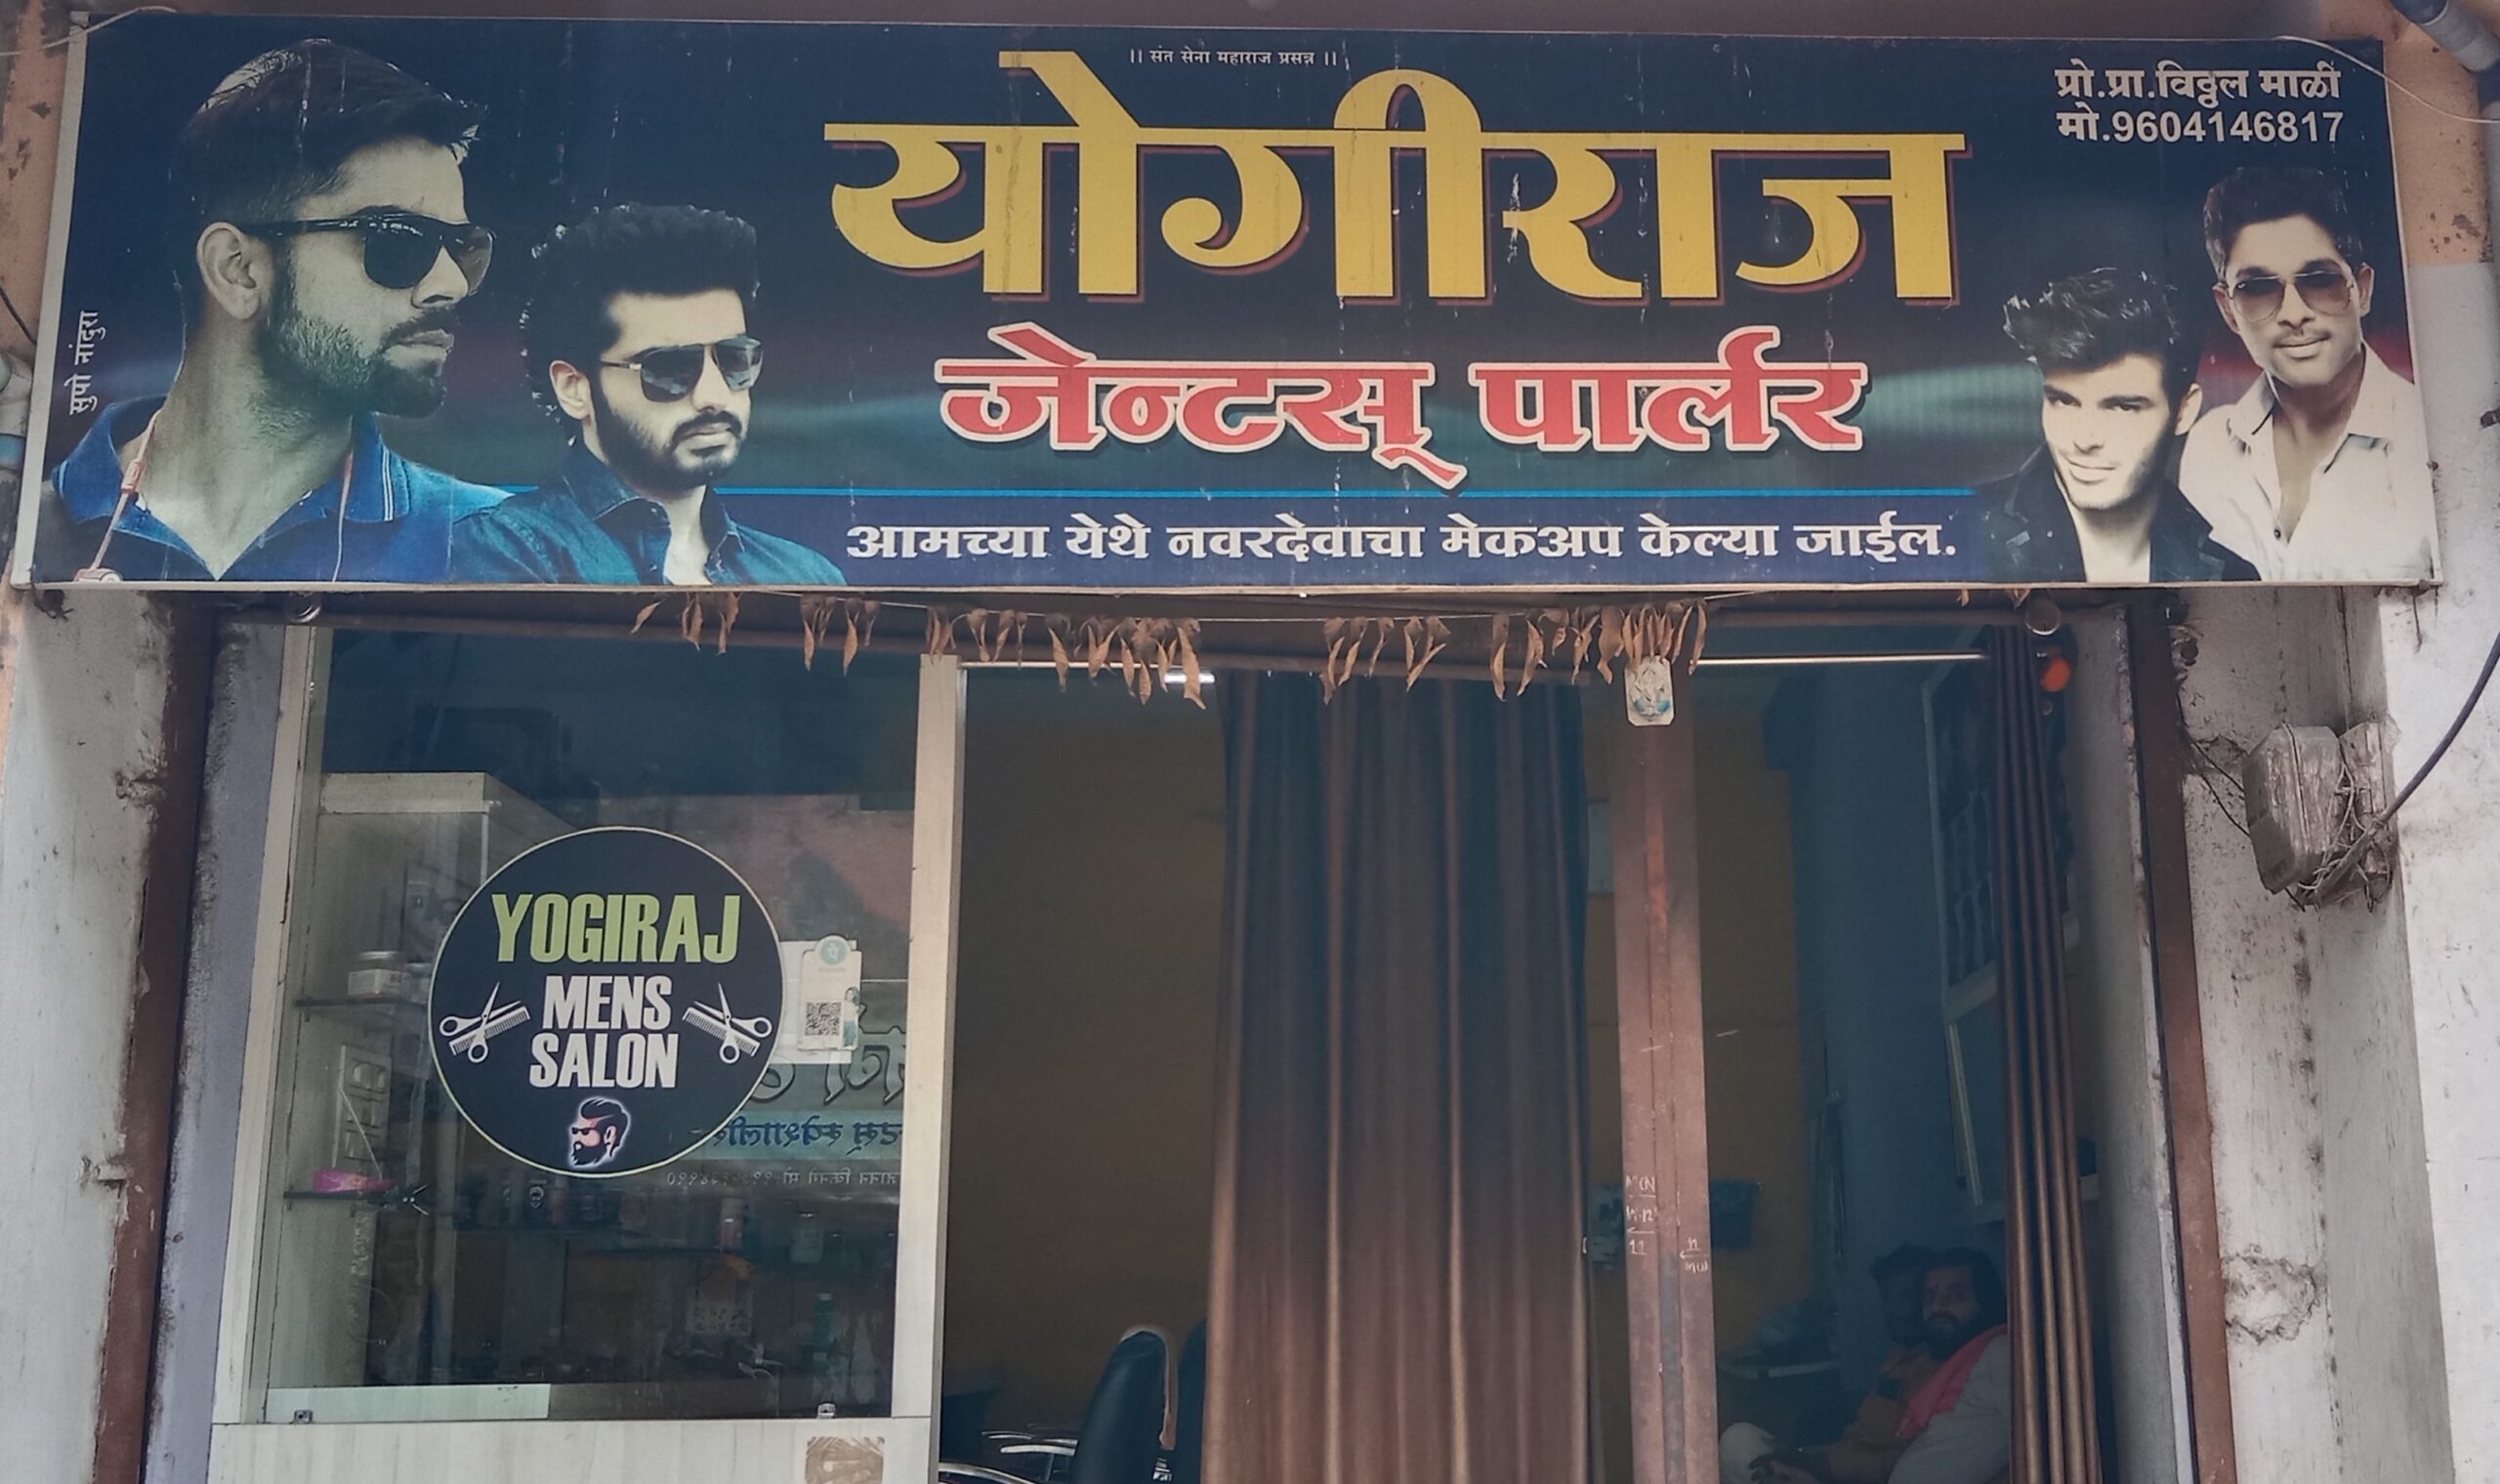 || संत सेना महाराज प्रसन्न ||
प्रो.प्रा.विठ्ठल माळी
मो.9604146817
योगीराज
जेन्टस् पार्लर
आमच्या येथे नवरदेवाचा मेकअप केल्या जाईल.
सुपो नांदुरा
YOGIRAJ
MENS
SALON